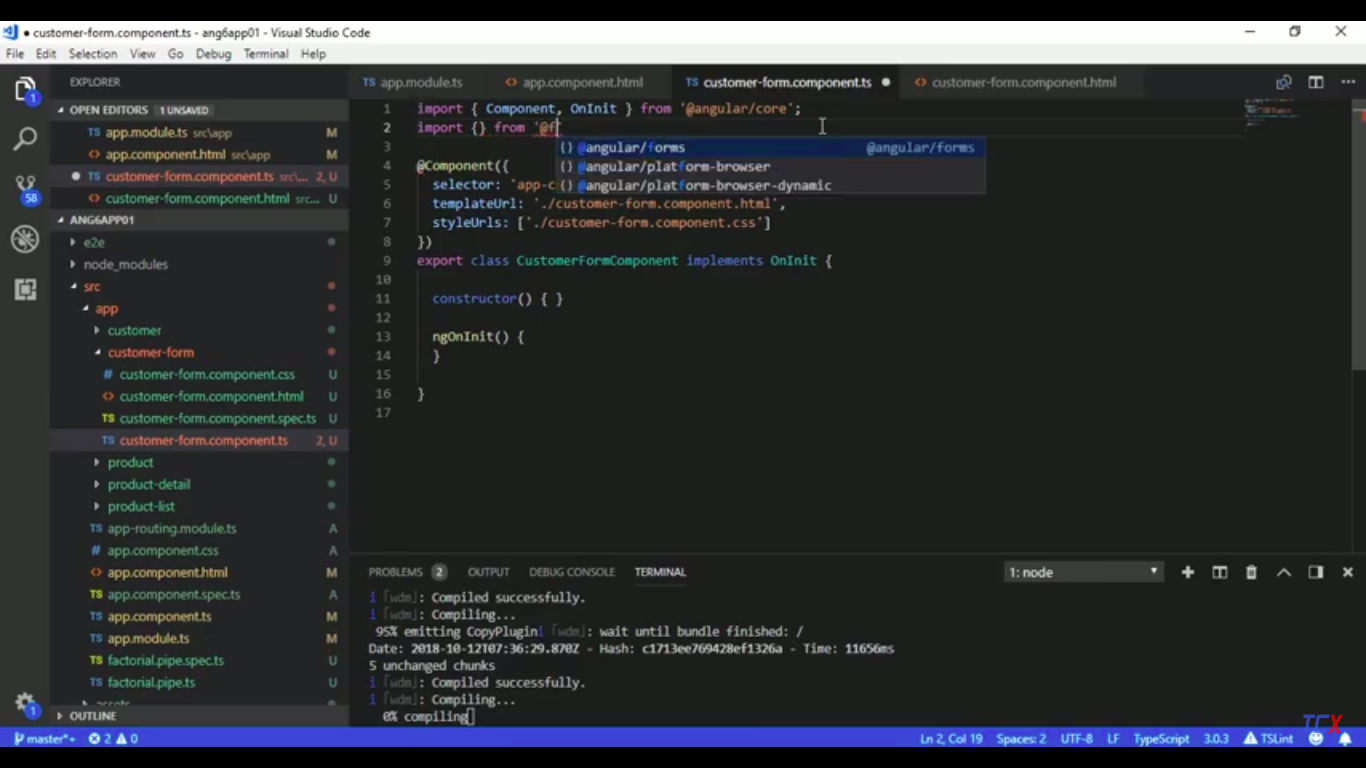 ● customer-form.component.ts - ang6app01 - Visual Studio Code
File Edit Selection View Go Debug Terminal Help
EXPLORER
OPEN EDITORS 1 UNSAVED
TS app.module.ts src\app M
<> app.component.html src\app M
● TS customer-form.component.ts src\... 2, U
<> customer-form.component.html src... U
ANG6APP01
e2e
node_modules
src
app
customer
customer-form
# customer-form.component.css U
<> customer-form.component.html U
TS customer-form.component.spec.ts U
TS customer-form.component.ts 2, U
product
product-detail
product-list
TS app-routing.module.ts A
# app.component.css A
<> app.component.html M
TS app.component.spec.ts A
TS app.component.ts M
TS app.module.ts M
TS factorial.pipe.spec.ts U
TS factorial.pipe.ts U
assets
OUTLINE
1
58
1
TS app.module.ts <> app.component.html TS customer-form.component.ts ● <> customer-form.component.html
1 import { Component, OnInit } from '@angular/core';
2 import {} from '@f
{} @angular/forms @angular/forms
{} @angular/platform-browser
{} @angular/platform-browser-dynamic
3
4 @Component({
5 selector: 'app-c
6 templateUrl: './customer-form.component.html',
7 styleUrls: ['./customer-form.component.css']
8 })
9 export class CustomerFormComponent implements OnInit {
10
11 constructor() { }
12
13 ngOnInit() {
14 }
15
16 }
17
PROBLEMS 2 OUTPUT DEBUG CONSOLE TERMINAL 1: node
i ｢wdm｣: Compiled successfully.
i ｢wdm｣: Compiling...
95% emitting CopyPlugini ｢wdm｣: wait until bundle finished: /
Date: 2018-10-12T07:36:29.870Z - Hash: c1713ee769428ef1326a - Time: 11656ms
5 unchanged chunks
i ｢wdm｣: Compiled successfully.
i ｢wdm｣: Compiling...
0% compiling
TCX
master*+ 2 0 Ln 2, Col 19 Spaces: 2 UTF-8 LF TypeScript 3.0.3 TSLint